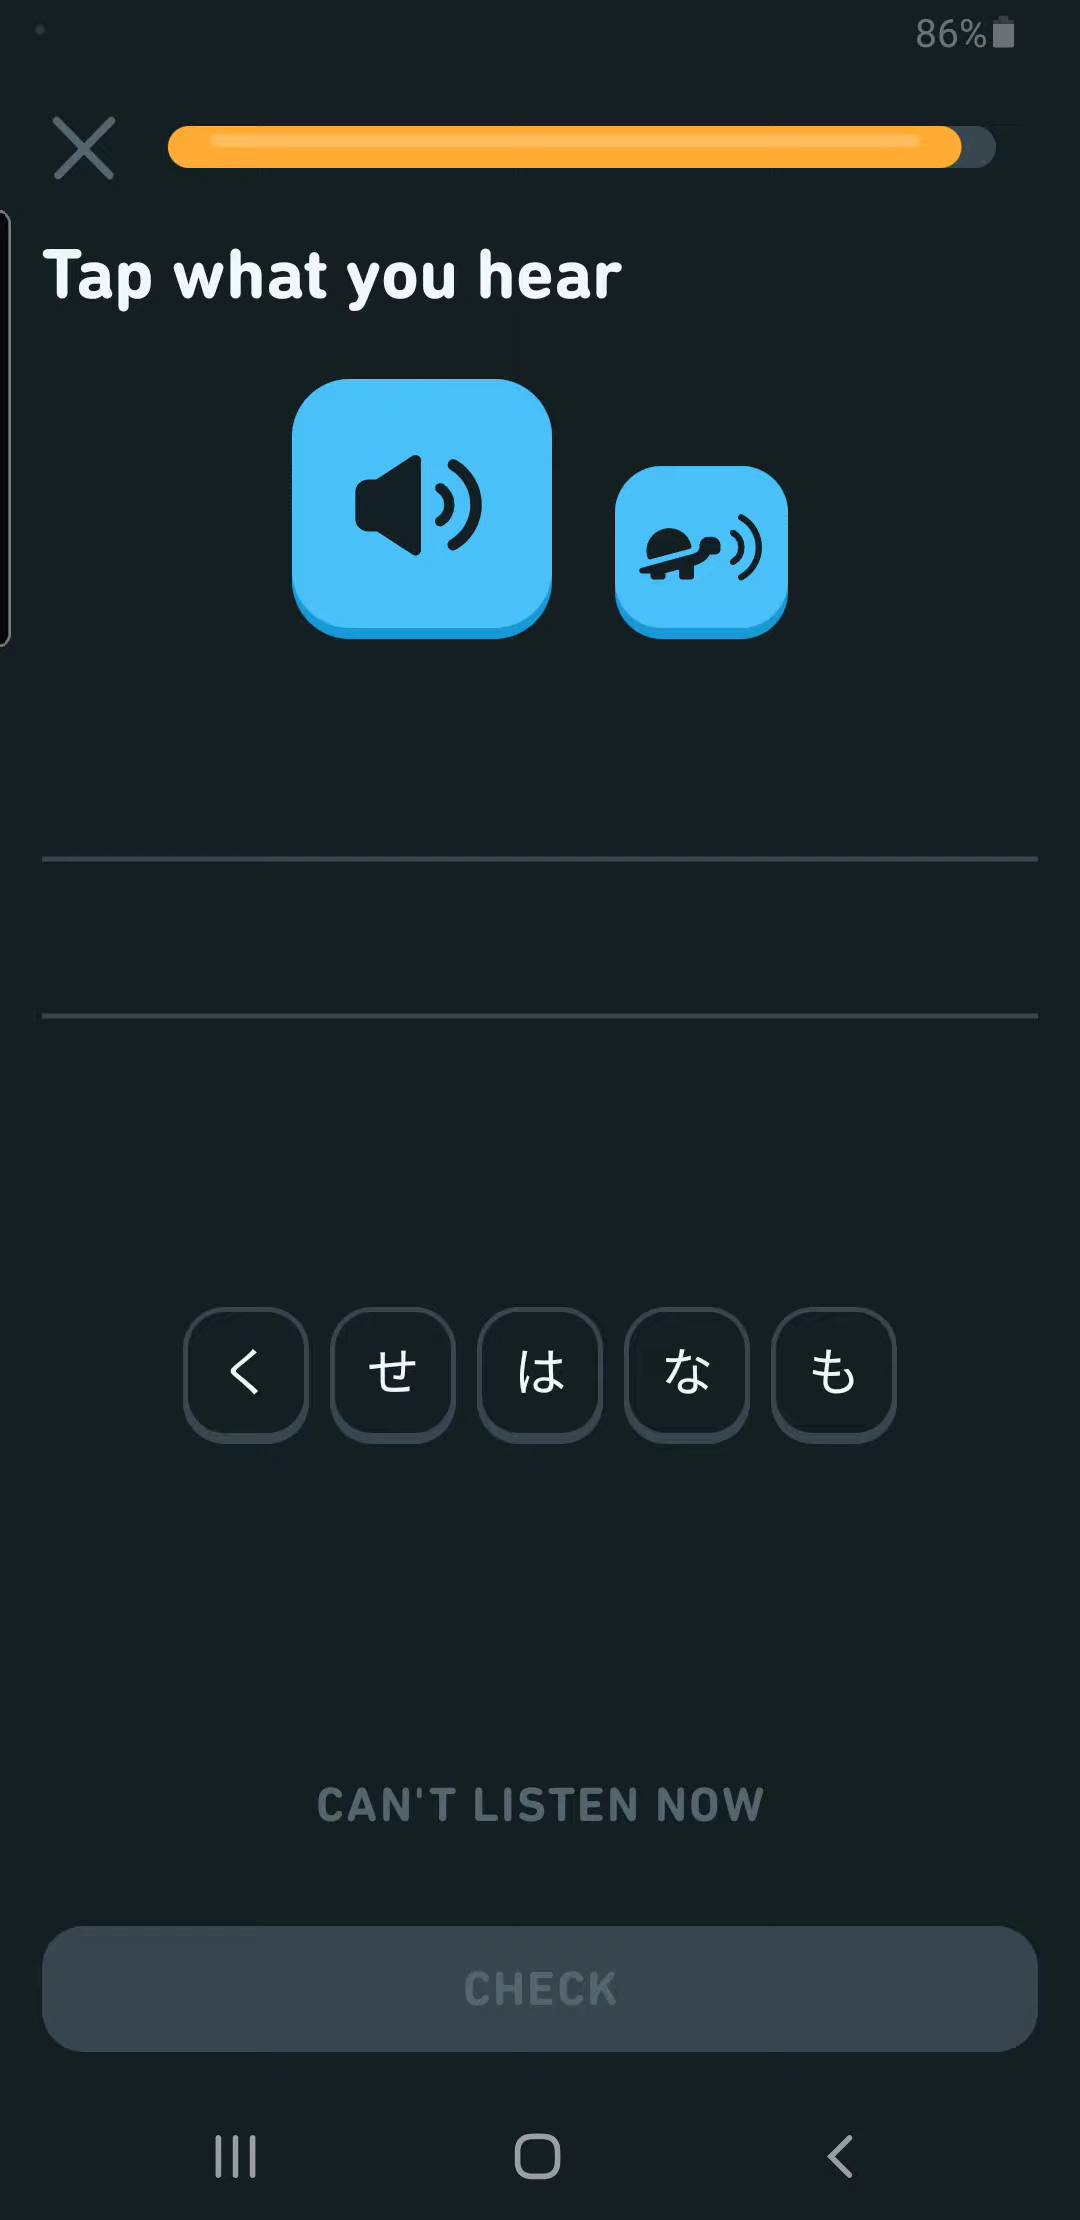 86%
Tap what you hear
く せ は な も
CAN'T LISTEN NOW
CHECK